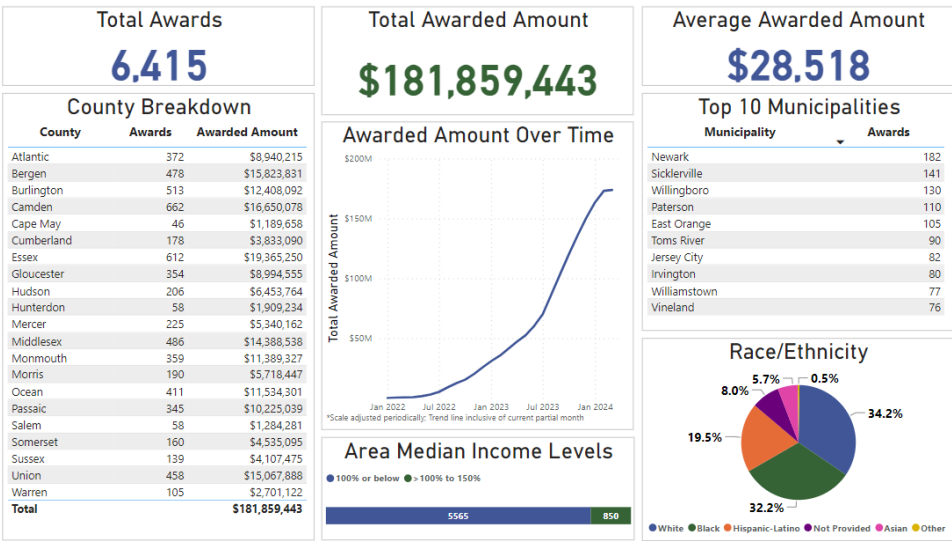 Total Awards
6,415
Total Awarded Amount
$181,859,443
Average Awarded Amount
$28,518
County Breakdown
County Awards Awarded Amount
Atlantic 372 $8,940,215
Bergen 478 $15,823,831
Burlington 513 $12,408,092
Camden 662 $16,650,078
Cape May 46 $1,189,658
Cumberland 178 $3,833,090
Essex 612 $19,365,250
Gloucester 354 $8,994,555
Hudson 206 $6,453,764
Hunterdon 58 $1,909,234
Mercer 225 $5,340,162
Middlesex 486 $14,388,538
Monmouth 359 $11,389,327
Morris 190 $5,718,447
Ocean 411 $11,534,301
Passaic 345 $10,225,039
Salem 58 $1,284,281
Somerset 160 $4,535,095
Sussex 139 $4,107,475
Union 458 $15,067,888
Warren 105 $2,701,122
Total $181,859,443
Awarded Amount Over Time
Total Awarded Amount
$200M
$150M
$100M
$50M
Jan 2022 Jul 2022 Jan 2023 Jul 2023 Jan 2024
*Scale adjusted periodically; Trend line inclusive of current partial month
Area Median Income Levels
100% or below >100% to 150%
5565 850
Top 10 Municipalities
Municipality Awards
Newark 182
Sicklerville 141
Willingboro 130
Paterson 110
East Orange 105
Toms River 90
Jersey City 82
Irvington 80
Williamstown 77
Vineland 76
Race/Ethnicity
5.7% 0.5%
8.0%
34.2%
19.5%
32.2%
White Black Hispanic-Latino Not Provided Asian Other